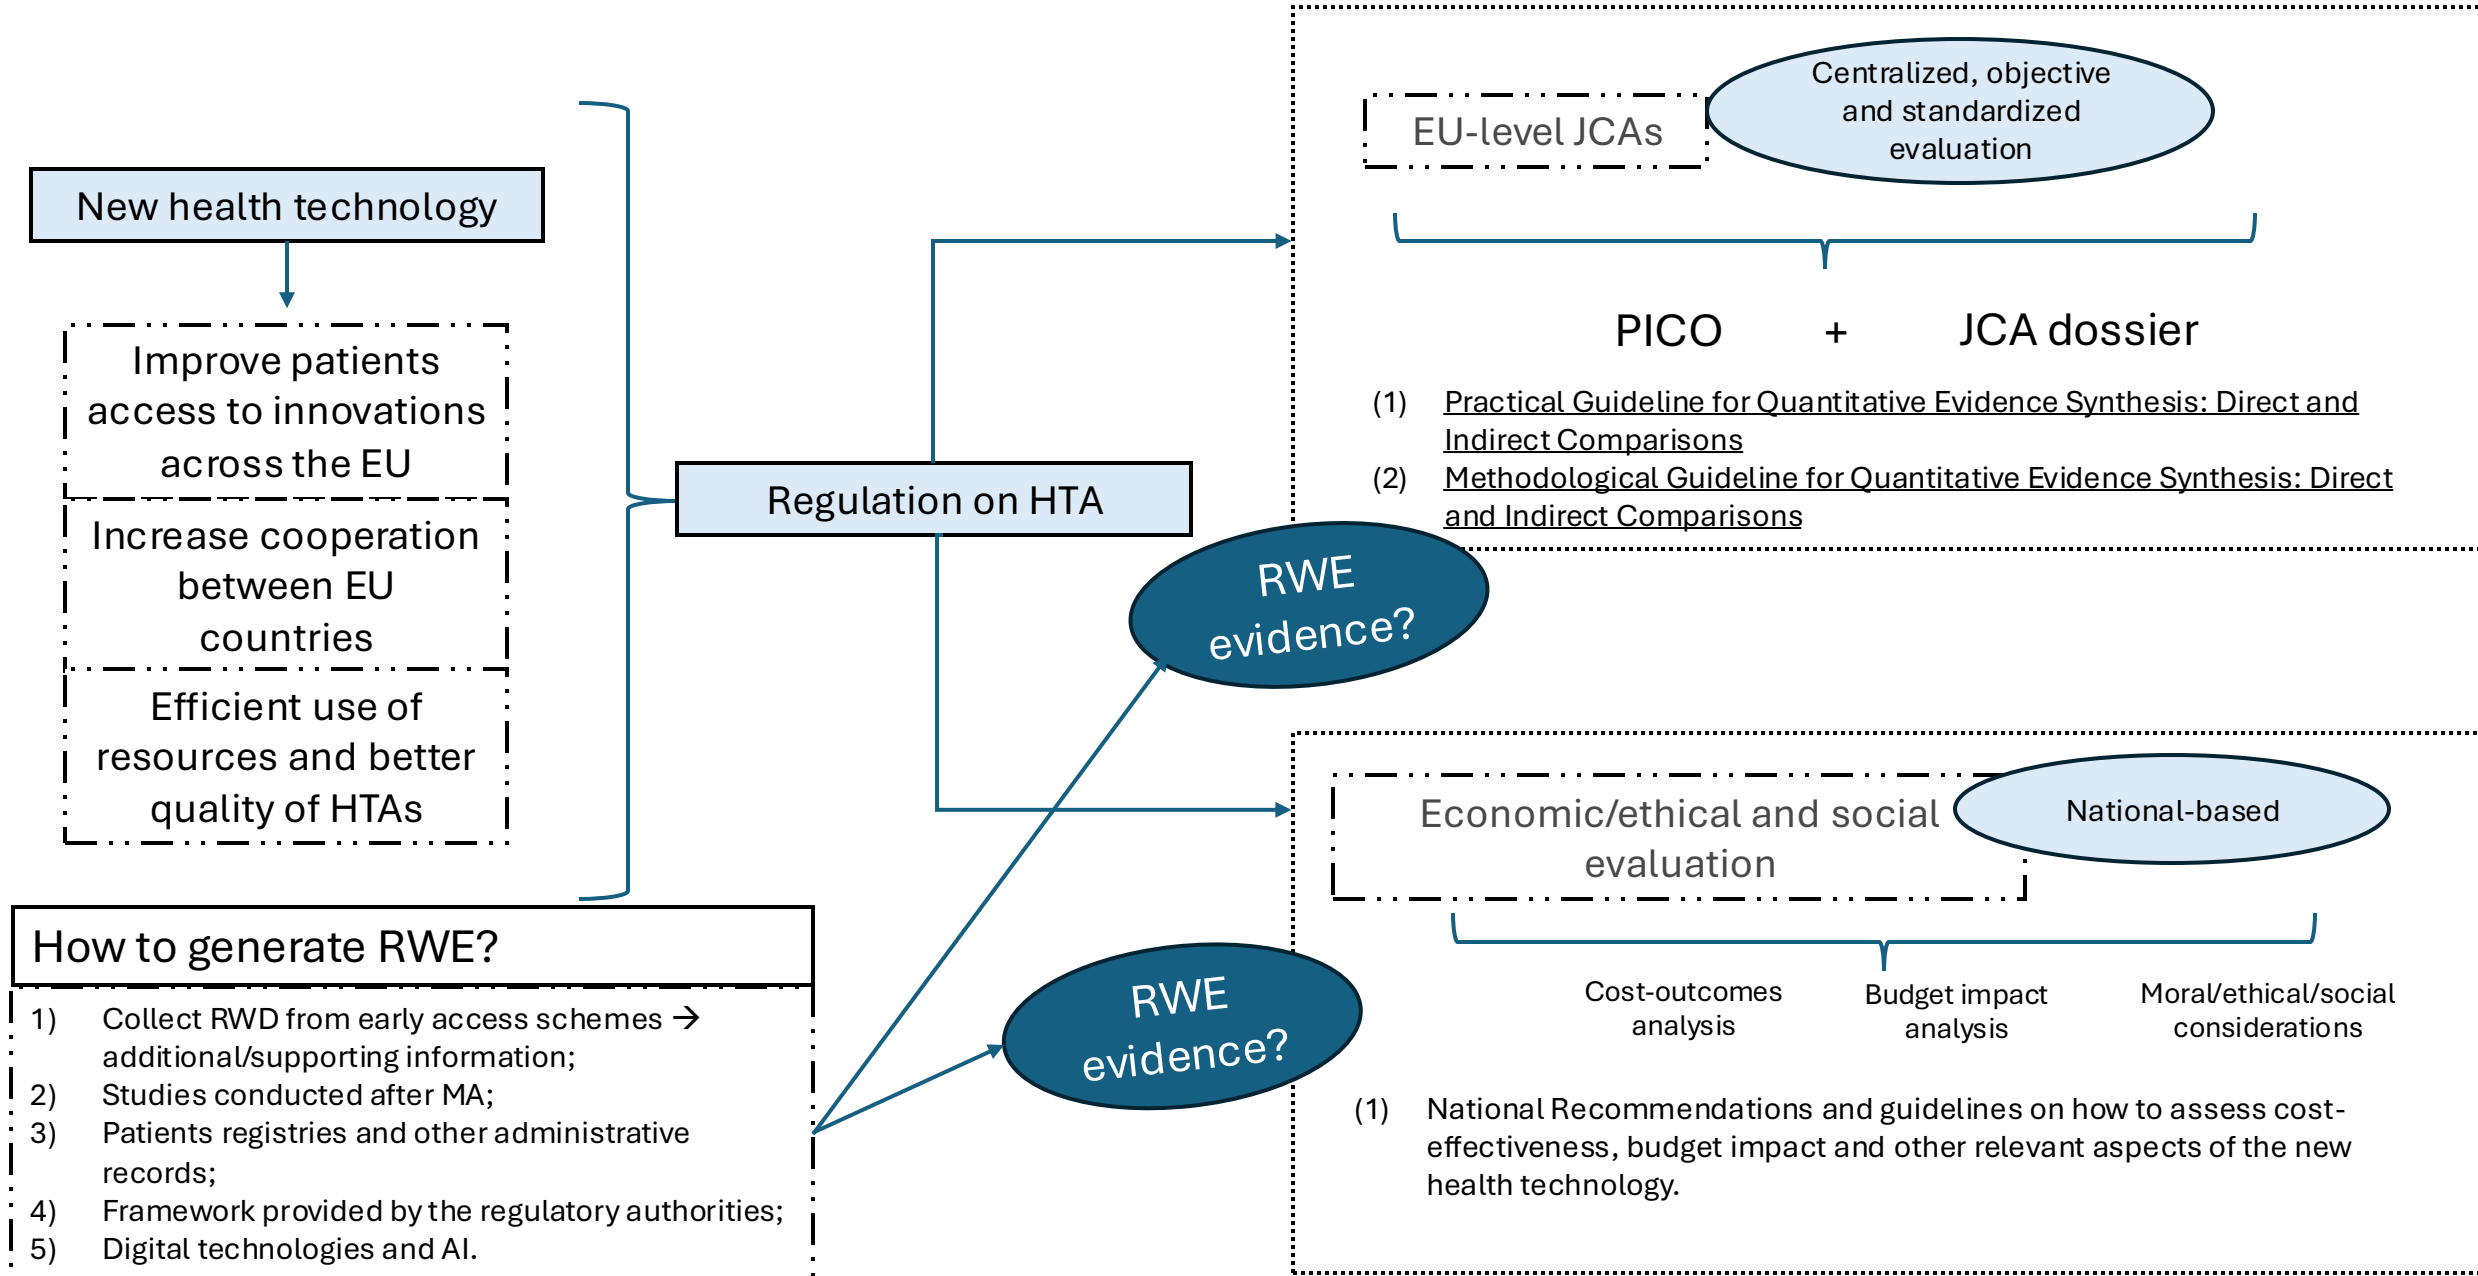 New health technology
Improve patients
access to innovations
across the EU
Increase cooperation
between EU
countries
Efficient use of
resources and better
quality of HTAs
How to generate RWE?
1) Collect RWD from early access schemes →
additional/supporting information;
2) Studies conducted after MA;
3) Patients registries and other administrative
records;
4) Framework provided by the regulatory authorities;
5) Digital technologies and AI.
Regulation on HTA
RWE
evidence?
RWE
evidence?
EU-level JCAs
Centralized, objective
and standardized
evaluation
PICO + JCA dossier
(1) Practical Guideline for Quantitative Evidence Synthesis: Direct and
Indirect Comparisons
(2) Methodological Guideline for Quantitative Evidence Synthesis: Direct
and Indirect Comparisons
Economic/ethical and social
evaluation
National-based
Cost-outcomes
analysis
Budget impact
analysis
Moral/ethical/social
considerations
(1) National Recommendations and guidelines on how to assess cost-
effectiveness, budget impact and other relevant aspects of the new
health technology.